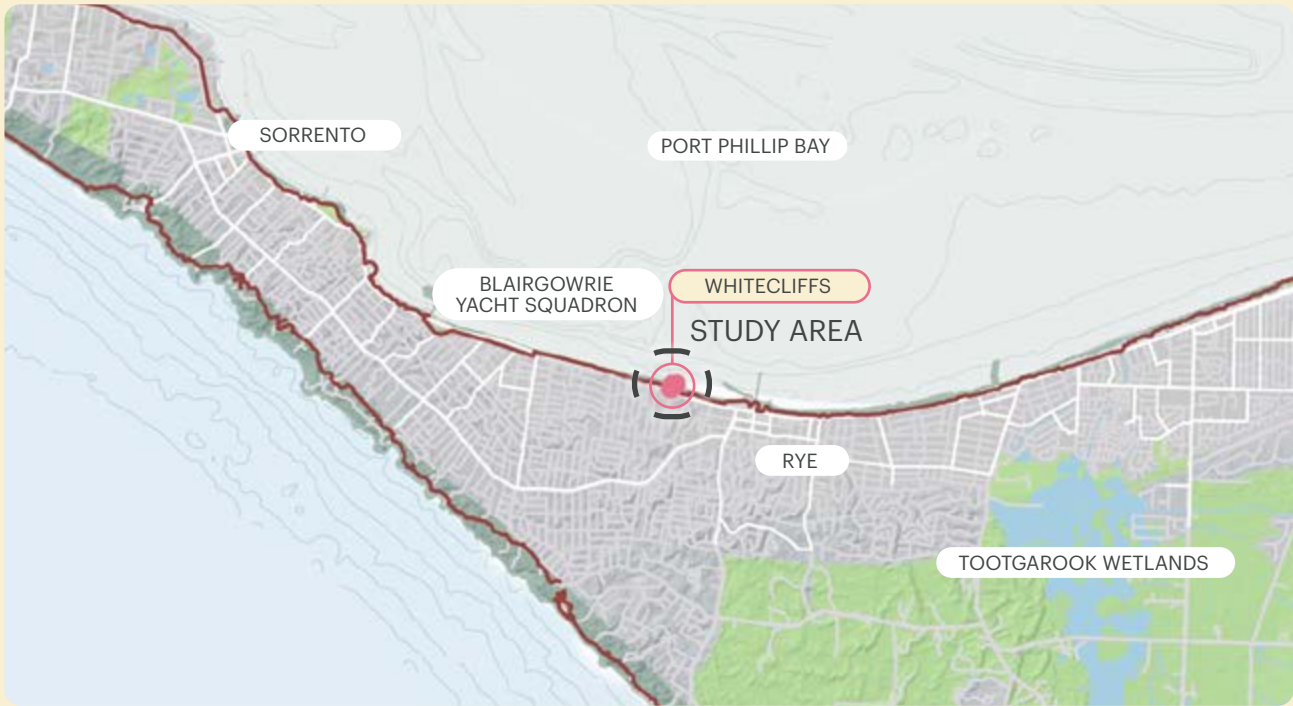 SORRENTO
PORT PHILLIP BAY
BLAIRGOWRIE
YACHT SQUADRON
WHITECLIFFS
STUDY AREA
RYE
TOOTGAROOK WETLANDS